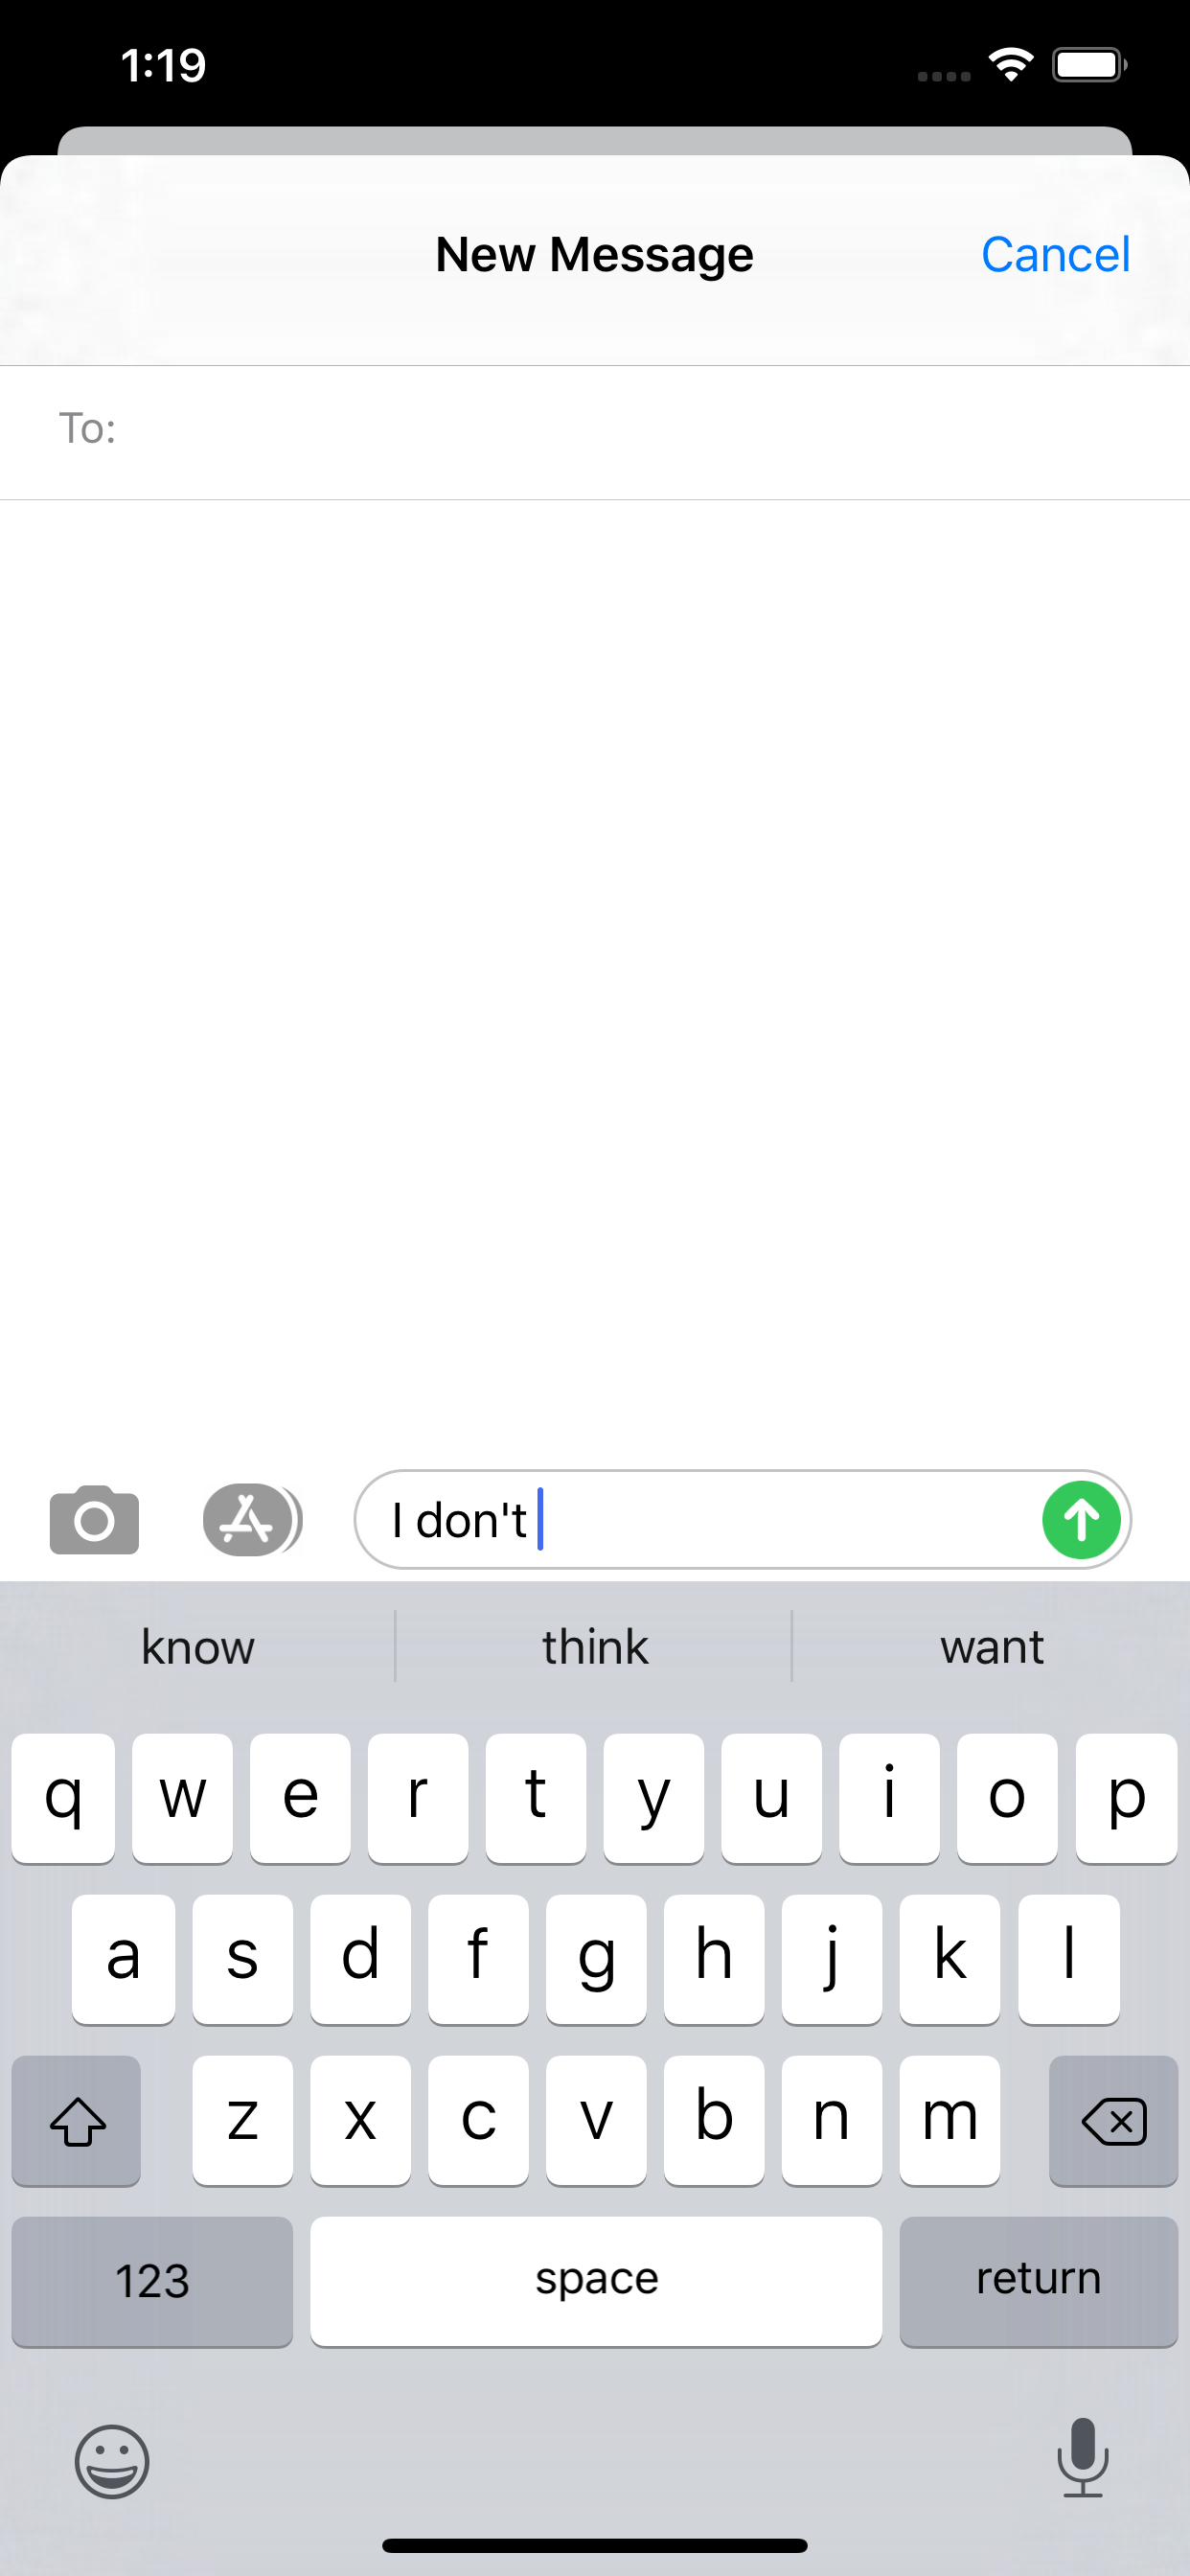 1:19
New Message Cancel
To:
I don't
know think want
q w e r t y u i o p
a s d f g h j k l
z x c v b n m
123 space return